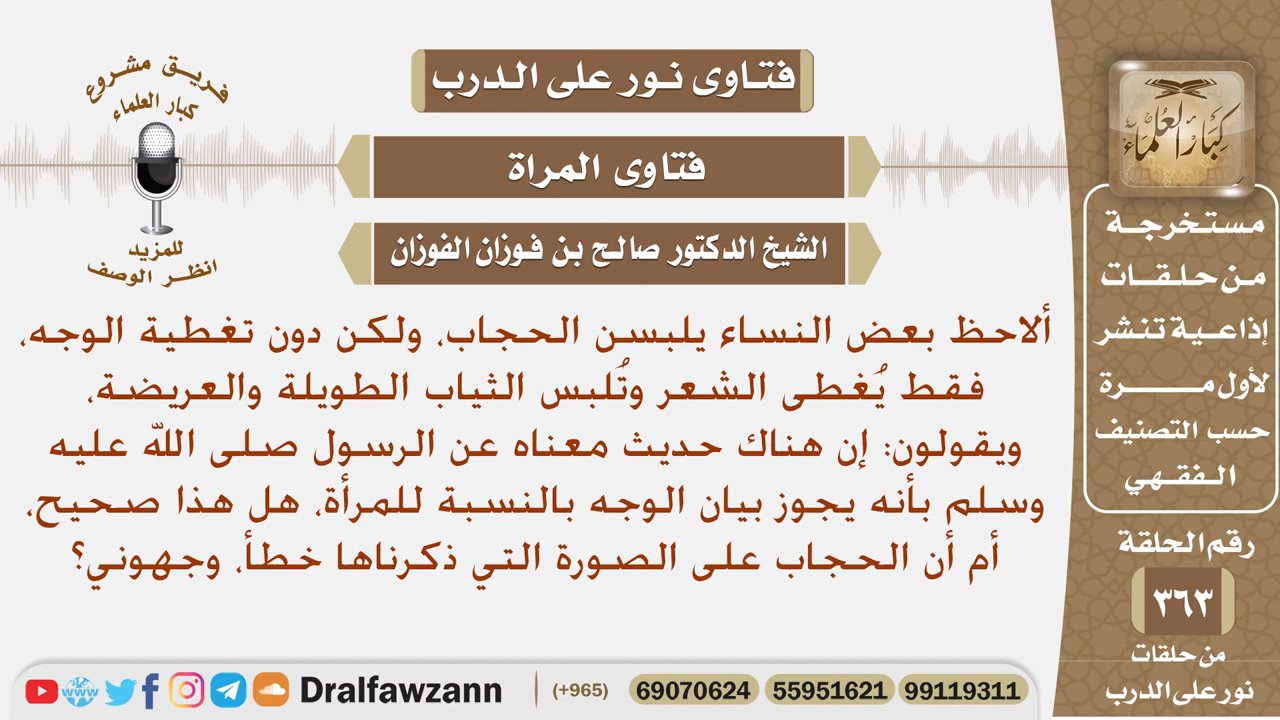 فريق مشروع
كبار العلماء
للمزيد
انظر الوصف
فتاوى نور على الدرب
فتاوى المراة
الشيخ الدكتور صالح بن فوزان الفوزان
ألاحظ بعض النساء يلبسن الحجاب، ولكن دون تغطية الوجه،
فقط يُغطى الشعر وتُلبس الثياب الطويلة والعريضة،
ويقولون: إن هناك حديث معناه عن الرسول صلى الله عليه
وسلم بأنه يجوز بيان الوجه بالنسبة للمرأة، هل هذا صحيح،
أم أن الحجاب على الصورة التي ذكرناها خطأ، وجهوني؟
كِبَارُ العُلَمَاءِ
مستخرجة
من حلقات
إذاعية تنشر
لأول مرة
حسب التصنيف
الفقهي
رقم الحلقة
٣٦٣
من حلقات
نور على الدرب
www Dralfawzann (+965) 69070624 55951621 99119311